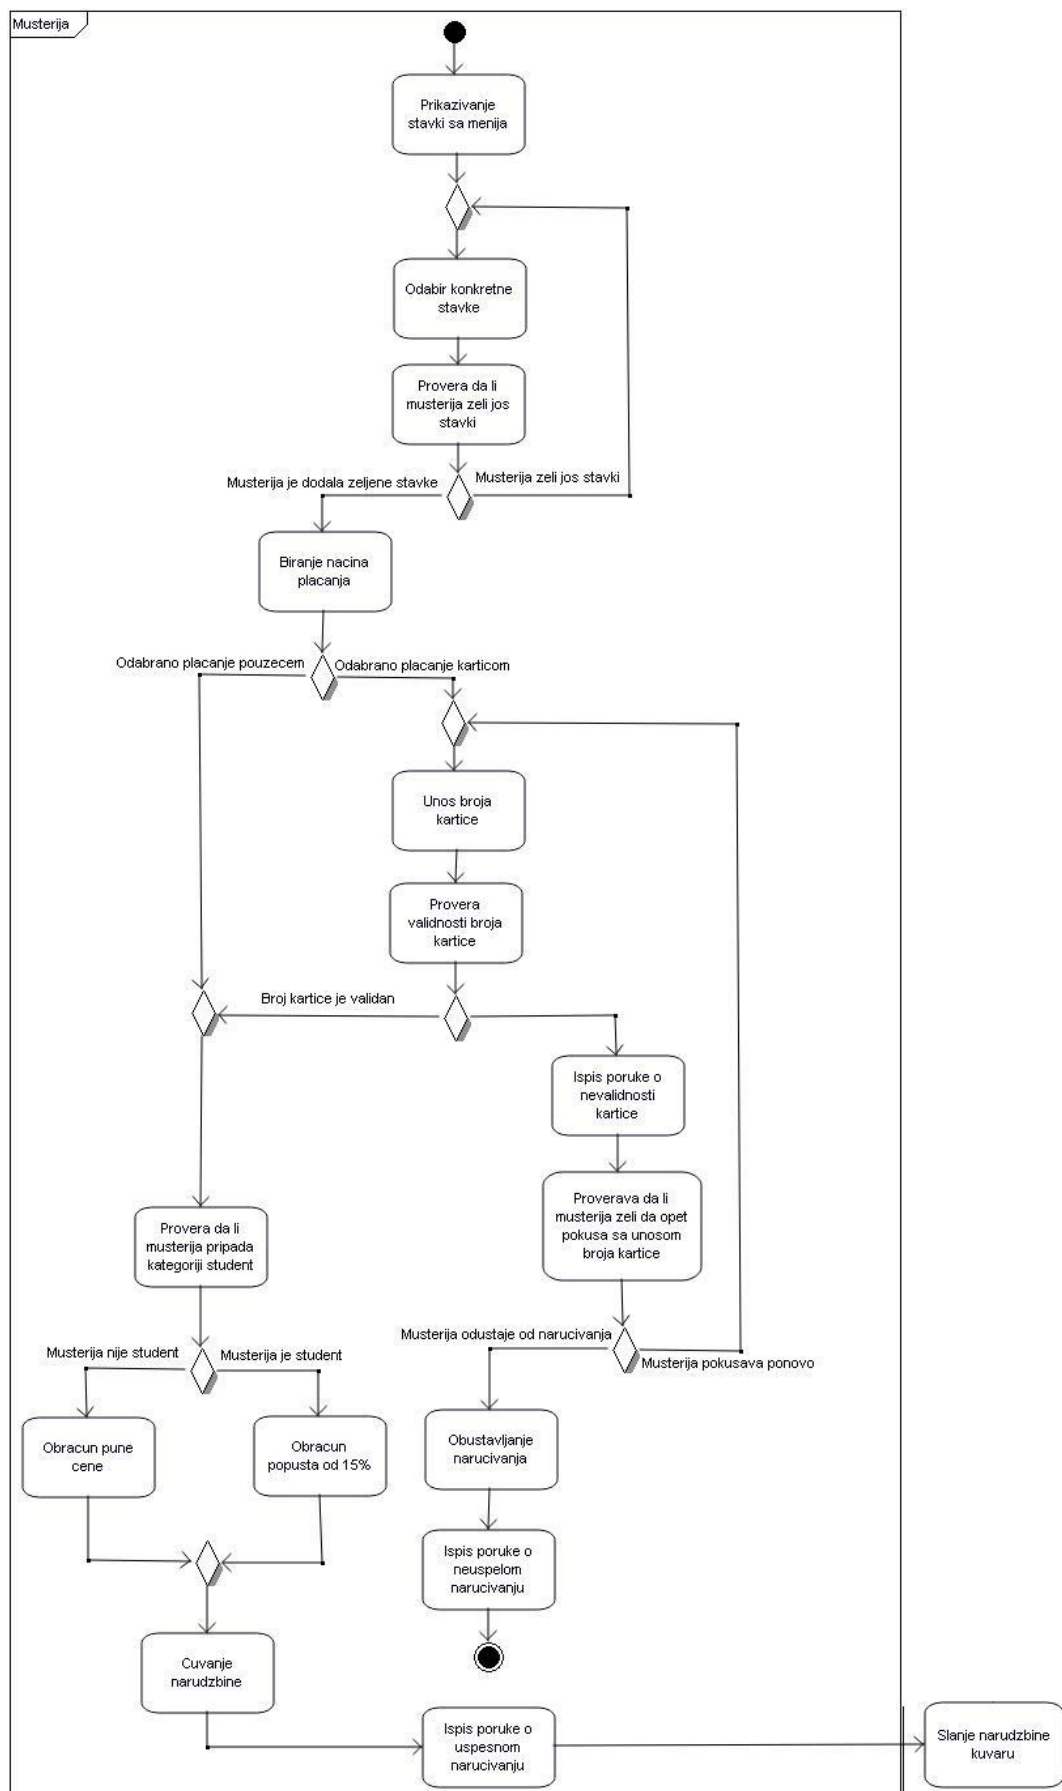 Musterija
Prikazivanje
stavki sa menija
Odabir konkretne
stavke
Provera da li
musterija zeli jos
stavki
Musterija je dodala zeljene stavke
Musterija zeli jos stavki
Biranje nacina
placanja
Odabrano placanje pouzecem
Odabrano placanje karticom
Unos broja
kartice
Provera
validnosti broja
kartice
Broj kartice je validan
Ispis poruke o
nevalidnosti
kartice
Proverava da li
musterija zeli da opet
pokusa sa unosom
broja kartice
Provera da li
musterija pripada
kategoriji student
Musterija odustaje od narucivanja
Musterija pokusava ponovo
Musterija nije student
Musterija je student
Obracun pune
cene
Obracun
popusta od 15%
Obustavljanje
narucivanja
Ispis poruke o
neuspelom
narucivanju
Cuvanje
narudzbine
Ispis poruke o
uspesnom
narucivanju
Slanje narudzbine
kuvaru